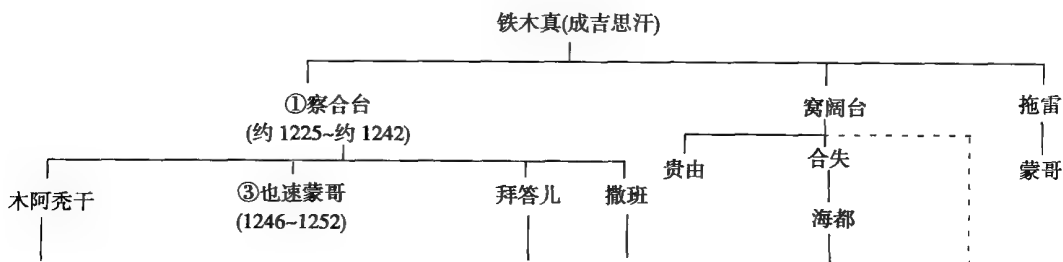 铁木真(成吉思汗)
①察合台
(约 1225~约 1242)
窝阔台
拖雷
木阿秃干
③也速蒙哥
(1246~1252)
拜答儿
撒班
贵由
合失
蒙哥
海都